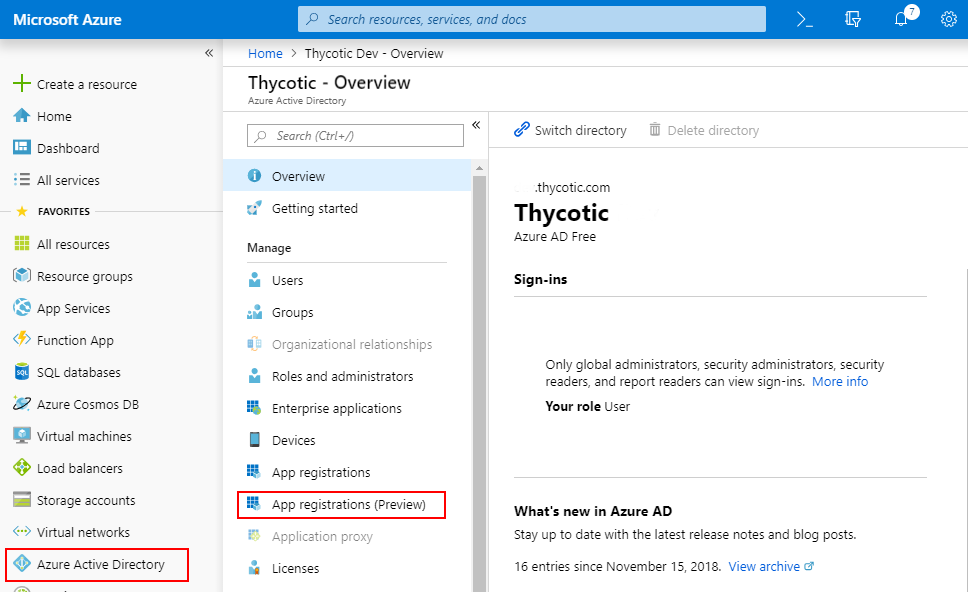 Microsoft Azure
Search resources, services, and docs
7
Create a resource
Home
Dashboard
All services
FAVORITES
All resources
Resource groups
App Services
Function App
SQL databases
Azure Cosmos DB
Virtual machines
Load balancers
Storage accounts
Virtual networks
Azure Active Directory
Home > Thycotic Dev - Overview
Thycotic - Overview
Azure Active Directory
Search (Ctrl+/)
Overview
Getting started
Manage
Users
Groups
Organizational relationships
Roles and administrators
Enterprise applications
Devices
App registrations
App registrations (Preview)
Application proxy
Licenses
Switch directory
Delete directory
.thycotic.com
Thycotic
Azure AD Free
Sign-ins
Only global administrators, security administrators, security
readers, and report readers can view sign-ins. More info
Your role User
What's new in Azure AD
Stay up to date with the latest release notes and blog posts.
16 entries since November 15, 2018. View archive